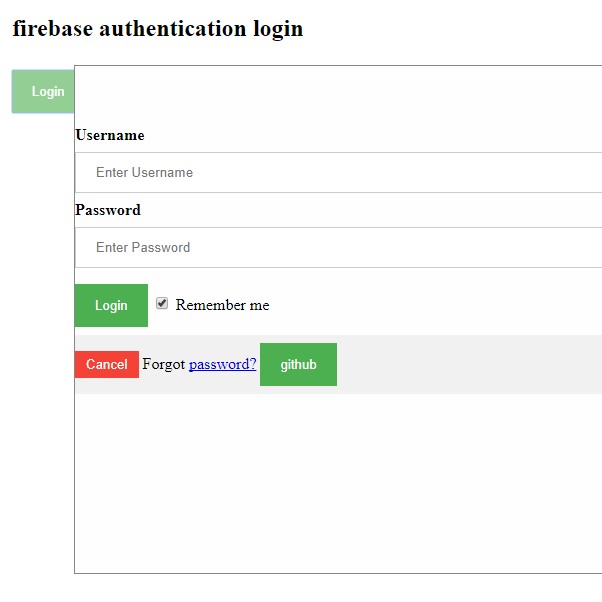 firebase authentication login
Login
Username
Enter Username
Password
Enter Password
Login Remember me
Cancel Forgot password? github